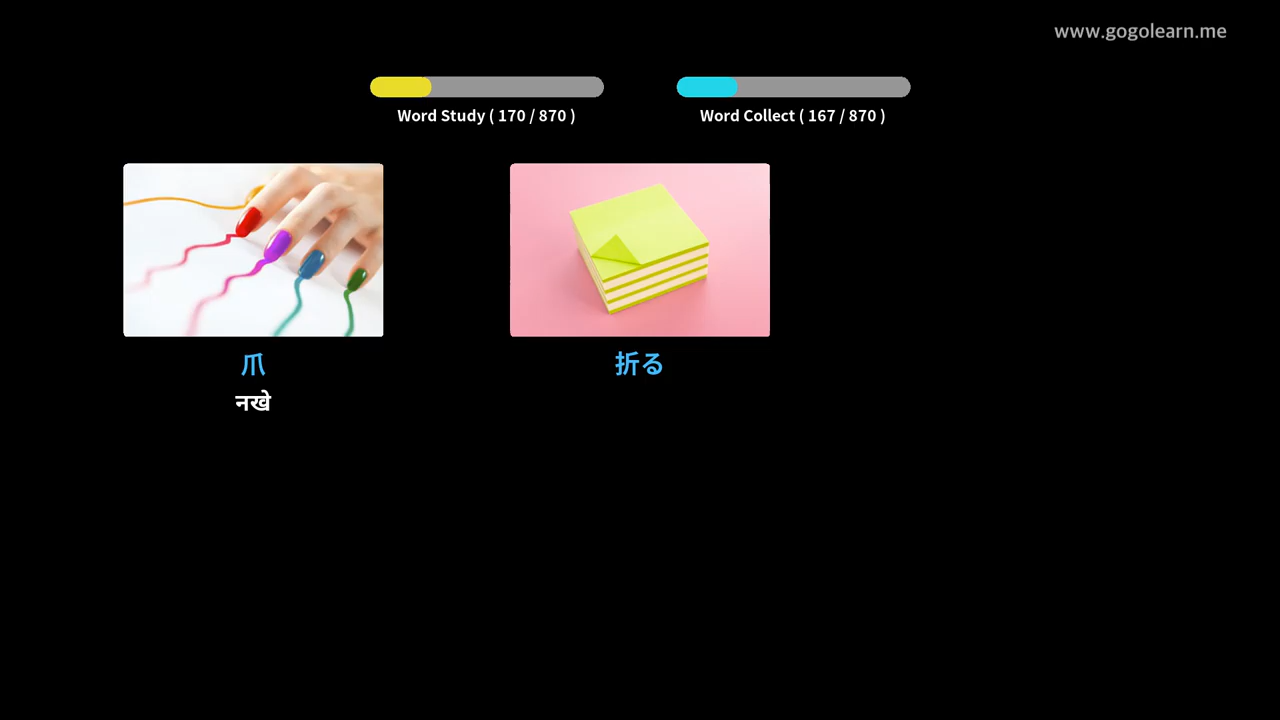 www.gogolearn.me
Word Study ( 170 / 870 )
Word Collect ( 167 / 870 )
爪
折る
नखे